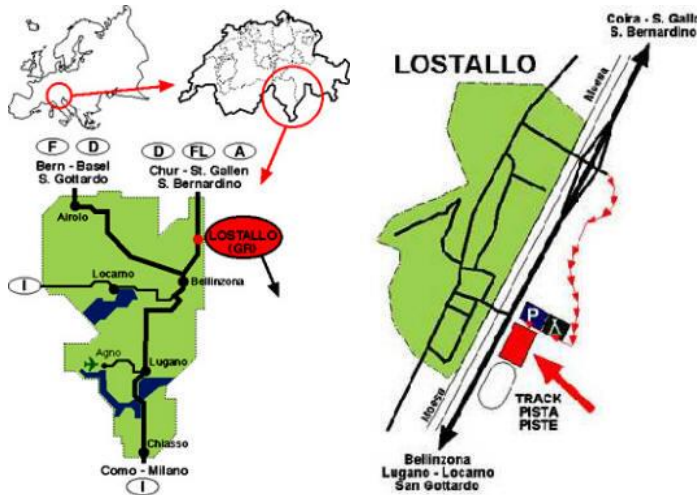 F D
Bern - Basel
S. Gottardo
D FL A
Chur - St. Gallen
S. Bernardino
Airolo
LOSTALLO
(GR)
I
Locarno
Bellinzona
Agno
Lugano
Chiasso
Como - Milano
I
Coira - S. Galle
S. Bernardino
LOSTALLO
Moesa
P
TRACK
PISTA
PISTE
Moesa
Bellinzona
Lugano - Locarno
San Gottardo